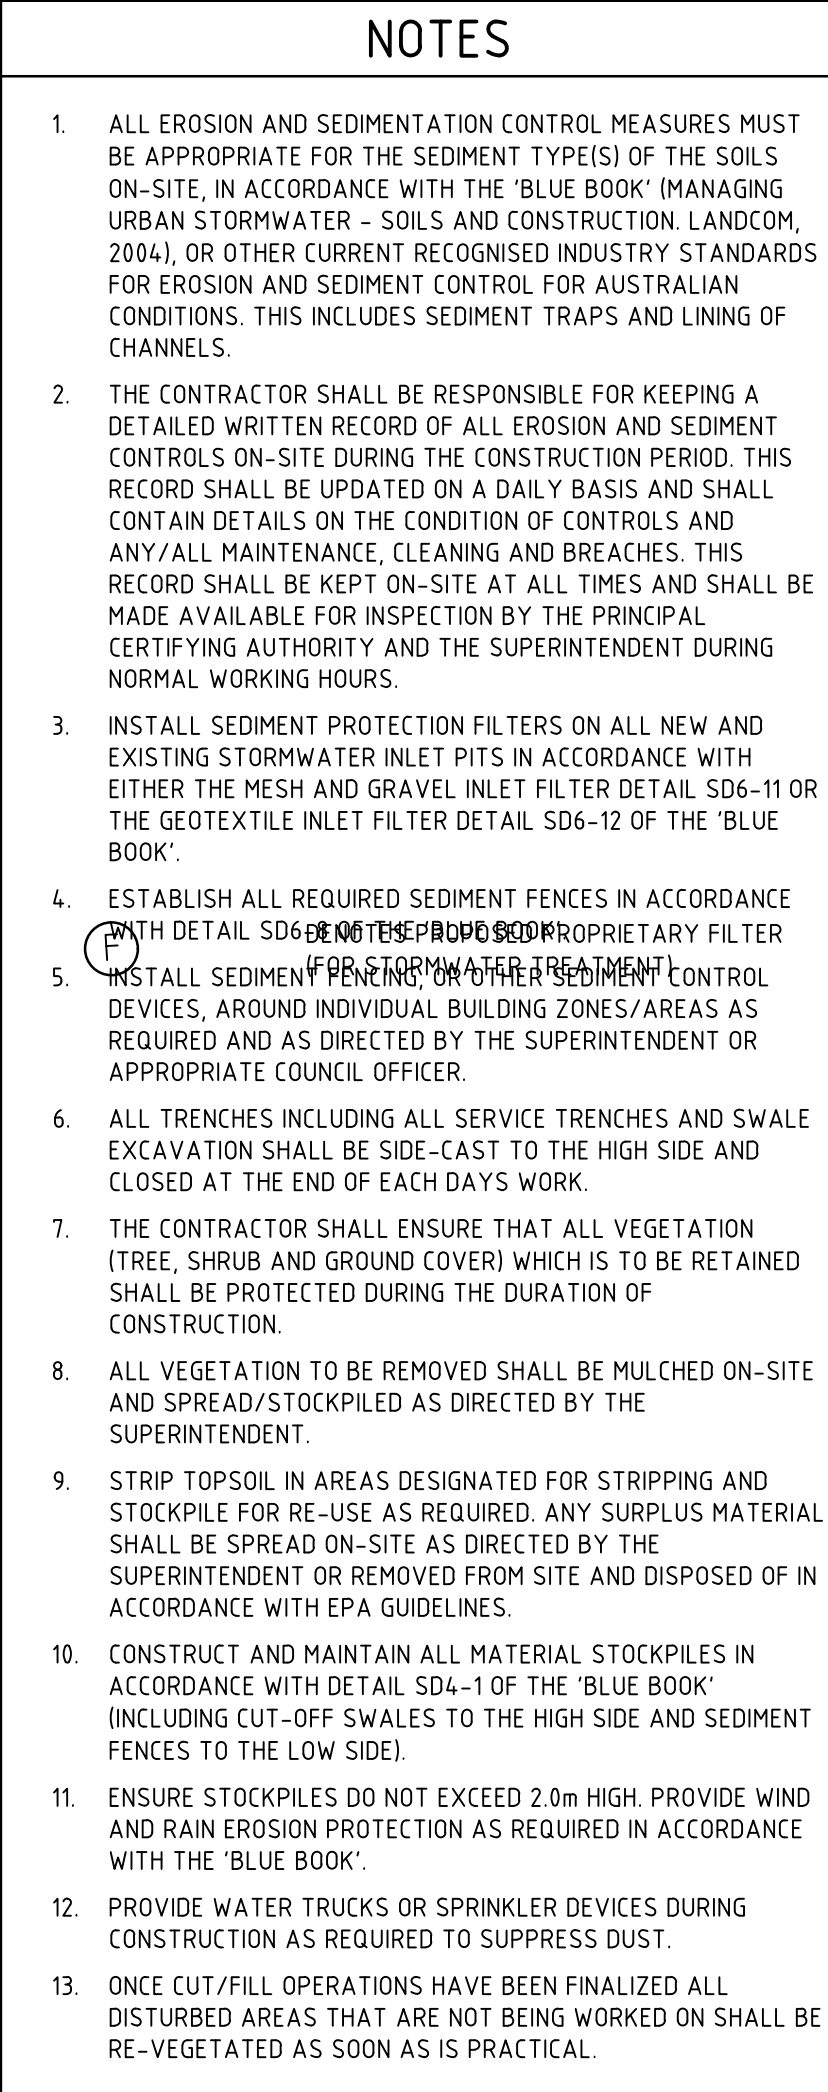 NOTES
1. ALL EROSION AND SEDIMENTATION CONTROL MEASURES MUST
BE APPROPRIATE FOR THE SEDIMENT TYPE(S) OF THE SOILS
ON-SITE, IN ACCORDANCE WITH THE 'BLUE BOOK' (MANAGING
URBAN STORMWATER - SOILS AND CONSTRUCTION. LANDCOM,
2004), OR OTHER CURRENT RECOGNISED INDUSTRY STANDARDS
FOR EROSION AND SEDIMENT CONTROL FOR AUSTRALIAN
CONDITIONS. THIS INCLUDES SEDIMENT TRAPS AND LINING OF
CHANNELS.
2. THE CONTRACTOR SHALL BE RESPONSIBLE FOR KEEPING A
DETAILED WRITTEN RECORD OF ALL EROSION AND SEDIMENT
CONTROLS ON-SITE DURING THE CONSTRUCTION PERIOD. THIS
RECORD SHALL BE UPDATED ON A DAILY BASIS AND SHALL
CONTAIN DETAILS ON THE CONDITION OF CONTROLS AND
ANY/ALL MAINTENANCE, CLEANING AND BREACHES. THIS
RECORD SHALL BE KEPT ON-SITE AT ALL TIMES AND SHALL BE
MADE AVAILABLE FOR INSPECTION BY THE PRINCIPAL
CERTIFYING AUTHORITY AND THE SUPERINTENDENT DURING
NORMAL WORKING HOURS.
3. INSTALL SEDIMENT PROTECTION FILTERS ON ALL NEW AND
EXISTING STORMWATER INLET PITS IN ACCORDANCE WITH
EITHER THE MESH AND GRAVEL INLET FILTER DETAIL SD6-11 OR
THE GEOTEXTILE INLET FILTER DETAIL SD6-12 OF THE 'BLUE
BOOK'.
4. ESTABLISH ALL REQUIRED SEDIMENT FENCES IN ACCORDANCE
WITH DETAIL SD6-8 OF THE 'BLUE BOOK'.
F DENOTES PROPOSED PROPRIETARY FILTER
(FOR STORMWATER TREATMENT)
5. INSTALL SEDIMENT FENCING, OR OTHER SEDIMENT CONTROL
DEVICES, AROUND INDIVIDUAL BUILDING ZONES/AREAS AS
REQUIRED AND AS DIRECTED BY THE SUPERINTENDENT OR
APPROPRIATE COUNCIL OFFICER.
6. ALL TRENCHES INCLUDING ALL SERVICE TRENCHES AND SWALE
EXCAVATION SHALL BE SIDE-CAST TO THE HIGH SIDE AND
CLOSED AT THE END OF EACH DAYS WORK.
7. THE CONTRACTOR SHALL ENSURE THAT ALL VEGETATION
(TREE, SHRUB AND GROUND COVER) WHICH IS TO BE RETAINED
SHALL BE PROTECTED DURING THE DURATION OF
CONSTRUCTION.
8. ALL VEGETATION TO BE REMOVED SHALL BE MULCHED ON-SITE
AND SPREAD/STOCKPILED AS DIRECTED BY THE
SUPERINTENDENT.
9. STRIP TOPSOIL IN AREAS DESIGNATED FOR STRIPPING AND
STOCKPILE FOR RE-USE AS REQUIRED. ANY SURPLUS MATERIAL
SHALL BE SPREAD ON-SITE AS DIRECTED BY THE
SUPERINTENDENT OR REMOVED FROM SITE AND DISPOSED OF IN
ACCORDANCE WITH EPA GUIDELINES.
10. CONSTRUCT AND MAINTAIN ALL MATERIAL STOCKPILES IN
ACCORDANCE WITH DETAIL SD4-1 OF THE 'BLUE BOOK'
(INCLUDING CUT-OFF SWALES TO THE HIGH SIDE AND SEDIMENT
FENCES TO THE LOW SIDE).
11. ENSURE STOCKPILES DO NOT EXCEED 2.0m HIGH. PROVIDE WIND
AND RAIN EROSION PROTECTION AS REQUIRED IN ACCORDANCE
WITH THE 'BLUE BOOK'.
12. PROVIDE WATER TRUCKS OR SPRINKLER DEVICES DURING
CONSTRUCTION AS REQUIRED TO SUPPRESS DUST.
13. ONCE CUT/FILL OPERATIONS HAVE BEEN FINALIZED ALL
DISTURBED AREAS THAT ARE NOT BEING WORKED ON SHALL BE
RE-VEGETATED AS SOON AS IS PRACTICAL.